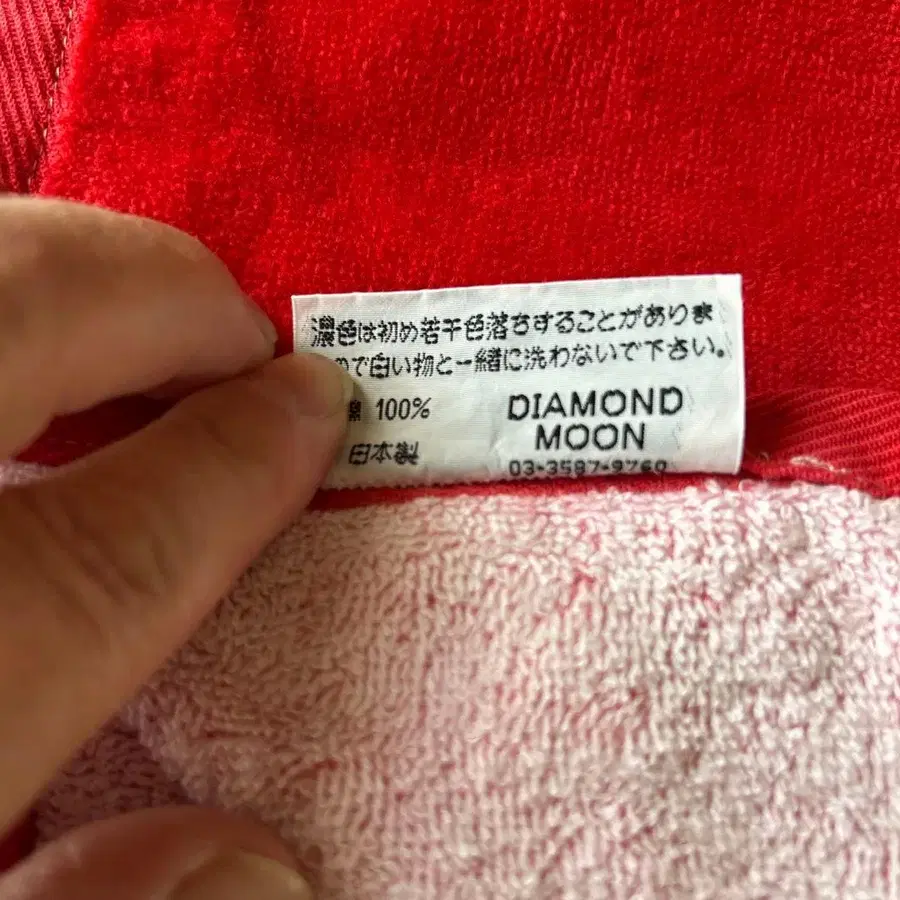 濃色は初め若干色落ちすることがありま
ので白い物と一緒に洗わないで下さい。
綿 100%
DIAMOND
MOON
日本製
03-3587-9760